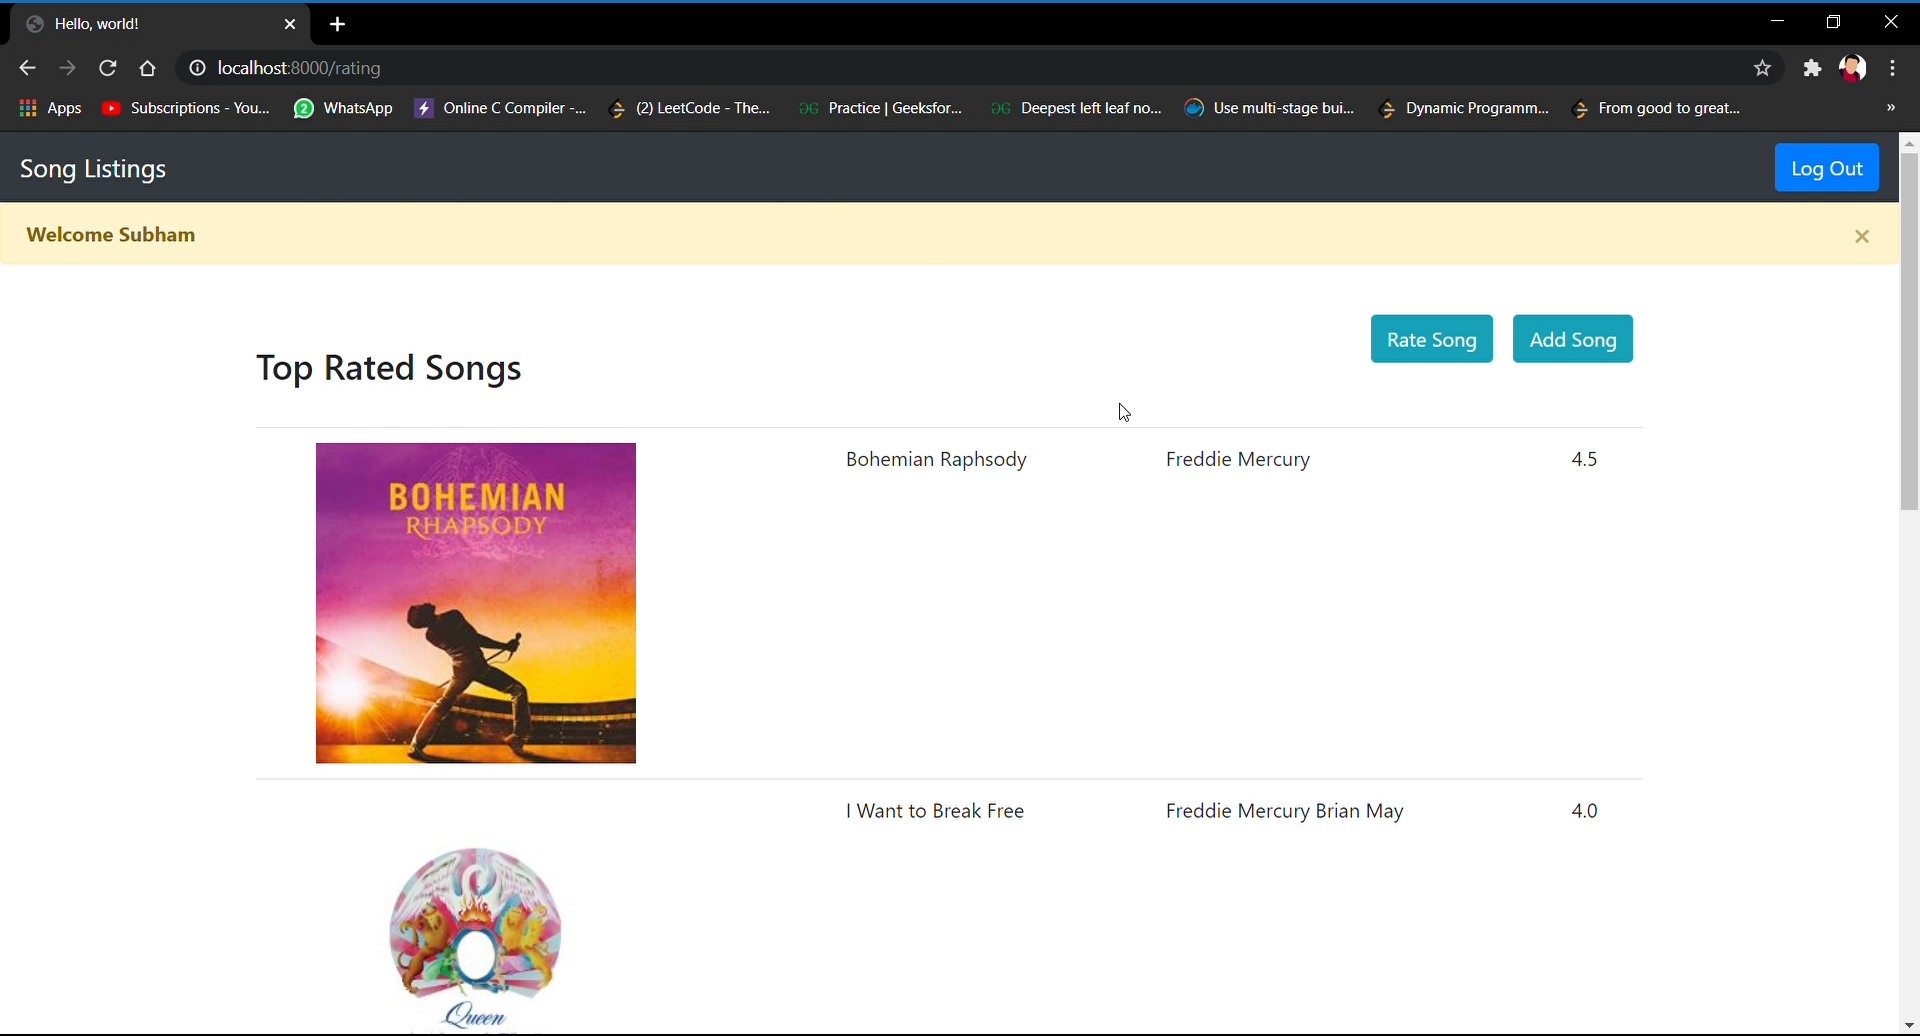 Hello, world!
localhost:8000/rating
Apps
Subscriptions - You...
2
WhatsApp
Online C Compiler -...
(2) LeetCode - The...
Practice | Geeksfor...
Deepest left leaf no...
Use multi-stage bui...
Dynamic Programm...
From good to great...
»
Song Listings
Log Out
Welcome Subham
×
Rate Song
Add Song
Top Rated Songs
BOHEMIAN
RHAPSODY
Bohemian Raphsody
Freddie Mercury
4.5
I Want to Break Free
Freddie Mercury Brian May
4.0
Queen